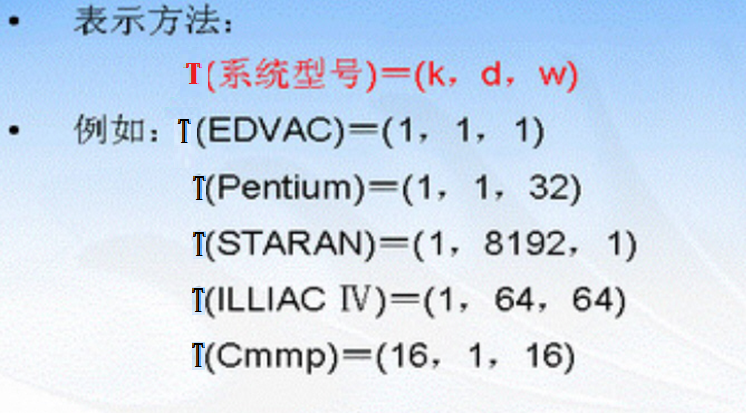 • 表示方法：
T(系统型号)＝(k，d，w)
• 例如：T(EDVAC)＝(1，1，1)
T(Pentium)＝(1，1，32)
T(STARAN)＝(1，8192，1)
T(ILLIAC Ⅳ)＝(1，64，64)
T(Cmmp)＝(16，1，16)